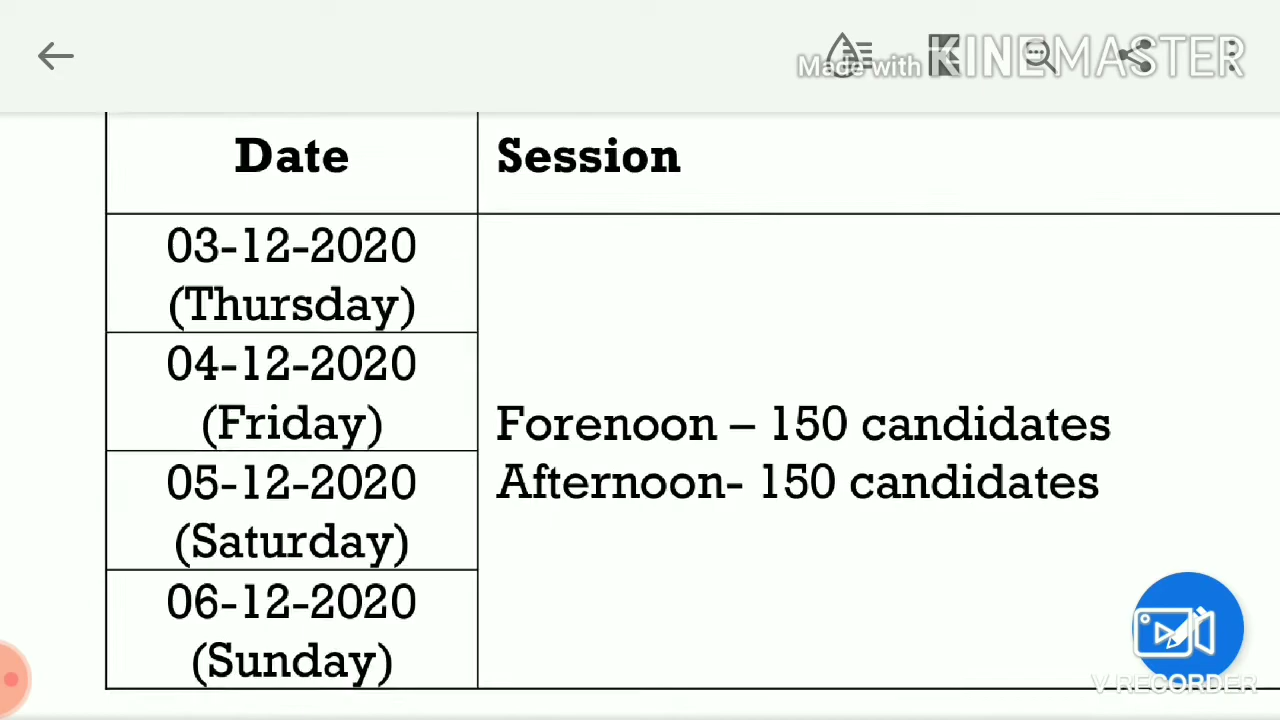 Made with KINEMASTER
Date
Session
03-12-2020
(Thursday)
04-12-2020
(Friday)
05-12-2020
(Saturday)
06-12-2020
(Sunday)
Forenoon – 150 candidates
Afternoon- 150 candidates
V RECORDER